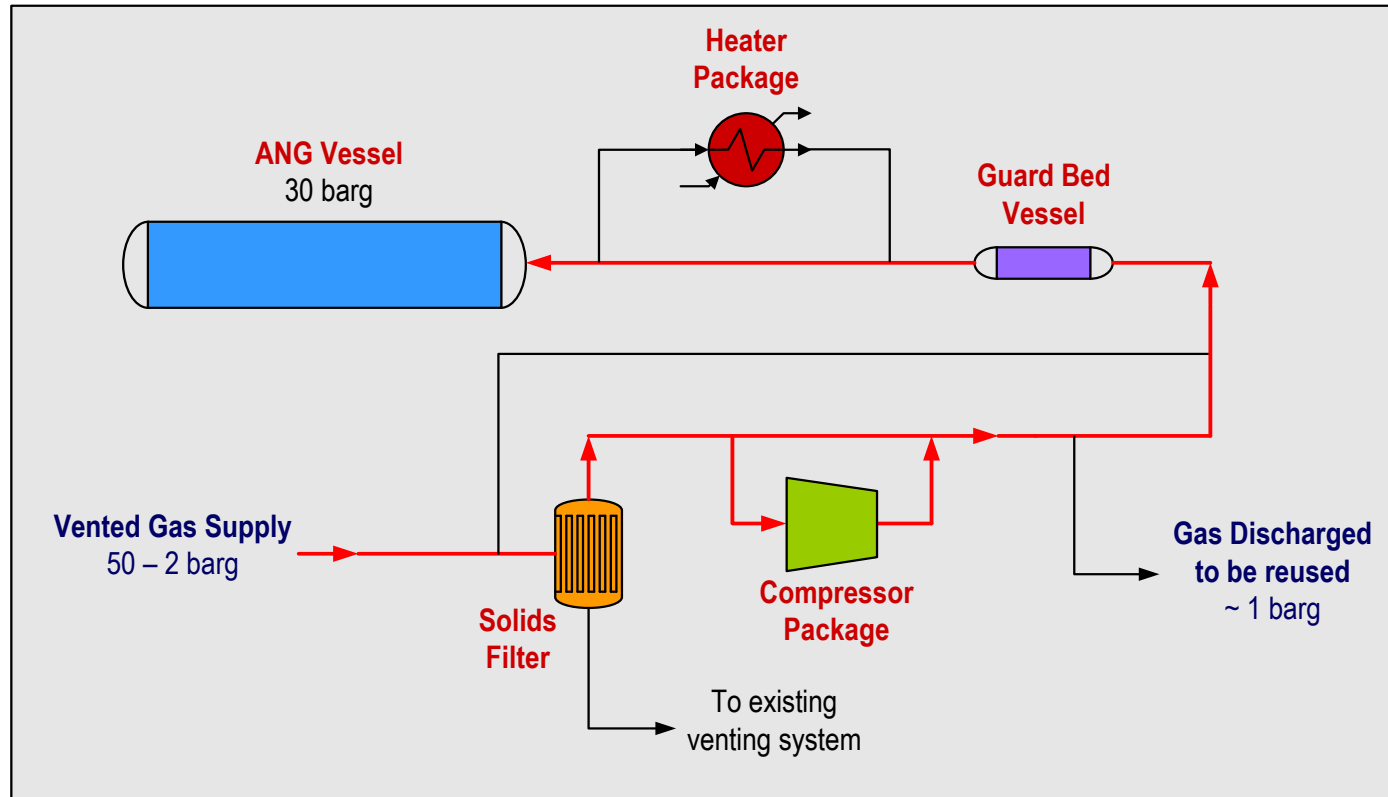 Heater
Package
ANG Vessel
30 barg
Guard Bed
Vessel
Vented Gas Supply
50 – 2 barg
Solids
Filter
Compressor
Package
Gas Discharged
to be reused
~ 1 barg
To existing
venting system